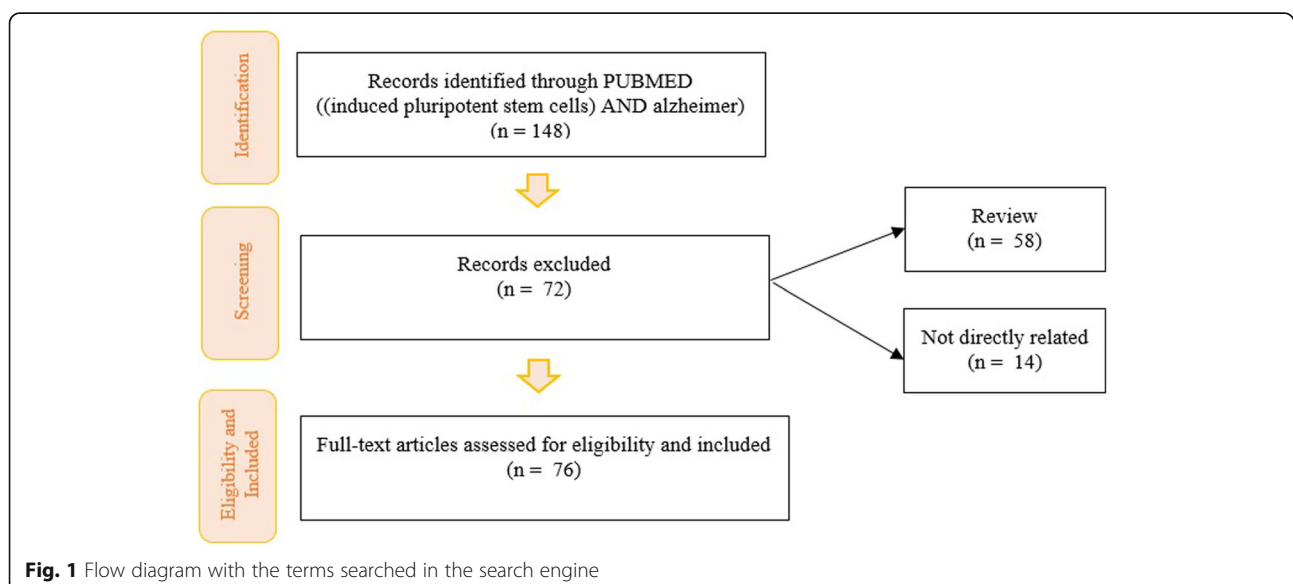 Identification
Records identified through PUBMED
((induced pluripotent stem cells) AND alzheimer)
(n = 148)
Screening
Records excluded
(n = 72)
Review
(n = 58)
Not directly related
(n = 14)
Eligibility and
Included
Full-text articles assessed for eligibility and included
(n = 76)
Fig. 1 Flow diagram with the terms searched in the search engine